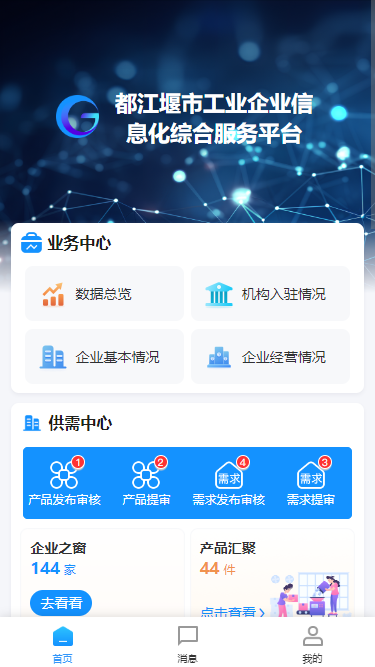 都江堰市工业企业信
息化综合服务平台
业务中心
数据总览
机构入驻情况
企业基本情况
企业经营情况
供需中心
1
2
需求 4
需求 3
产品发布审核
产品提审
需求发布审核
需求提审
企业之窗
144 家
去看看
产品汇聚
44 件
点击查看
首页
消息
我的